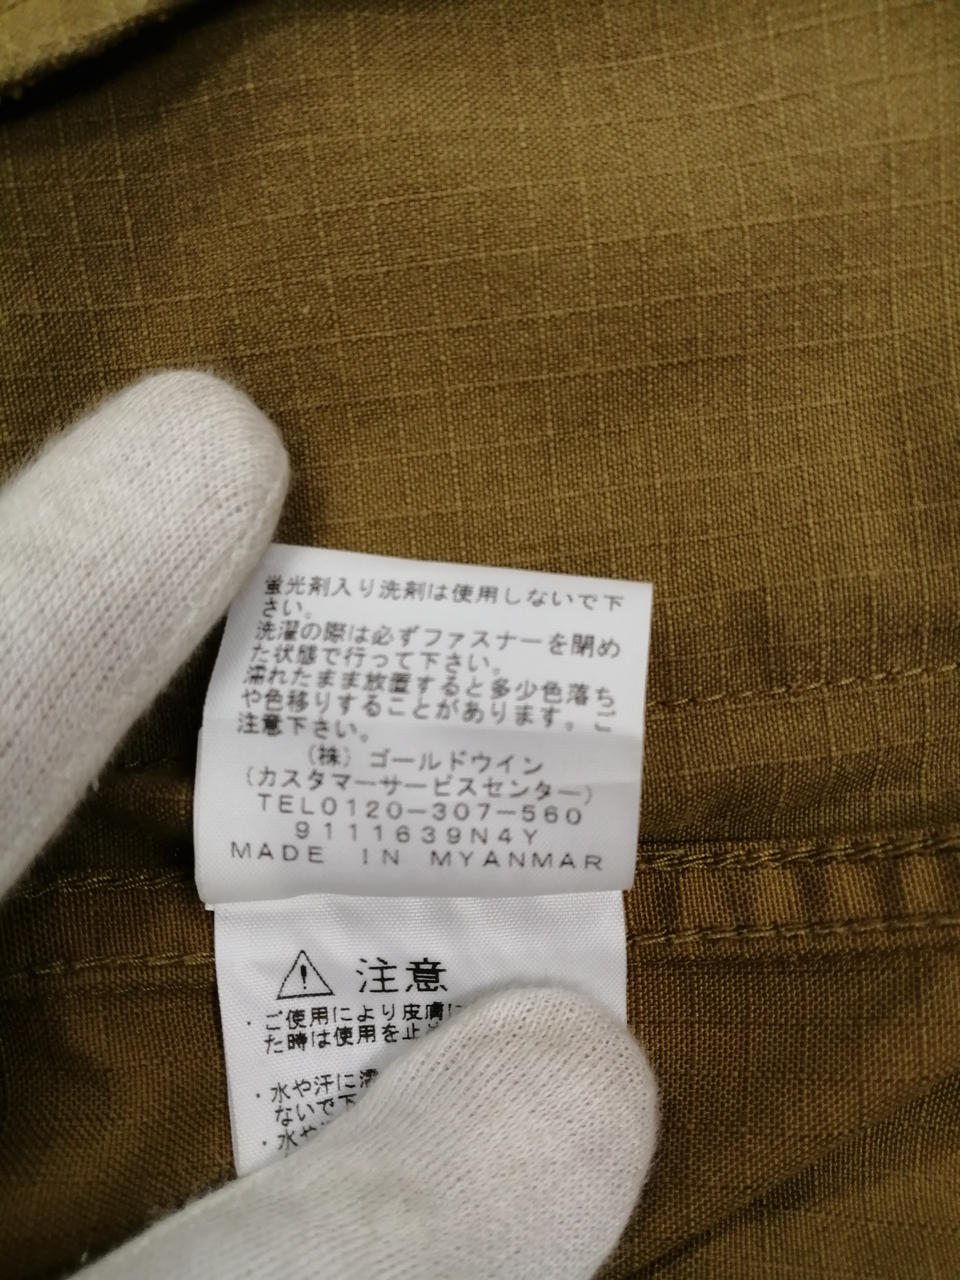 蛍光剤入り洗剤は使用しないで下
さい。
洗濯の際は必ずファスナーを閉め
た状態で行って下さい。
濡れたまま放置すると多少色落ち
や色移りすることがあります。ご
注意下さい。
(株)ゴールドウイン
(カスタマーサービスセンター)
TEL0120-307-560
9111639N4Y
MADE IN MYANMAR
注意
・ご使用により皮膚に
た時は使用を止め
・水や汗に濡
ないで下
・水や